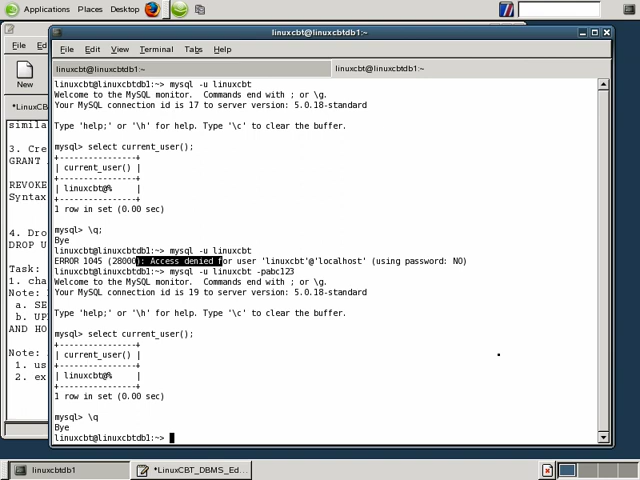 Applications Places Desktop
linuxcbt@linuxcbtdb1:~
File Edit View Terminal Tabs Help
linuxcbt@linuxcbtdb1:~ linuxcbt@linuxcbtdb1:~
linuxcbt@linuxcbtdb1:~> mysql -u linuxcbt
Welcome to the MySQL monitor. Commands end with ; or \g.
Your MySQL connection id is 17 to server version: 5.0.18-standard
Type 'help;' or '\h' for help. Type '\c' to clear the buffer.
mysql> select current_user();
+----------------+
| current_user() |
+----------------+
| linuxcbt@% |
+----------------+
1 row in set (0.00 sec)
mysql> \q;
Bye
linuxcbt@linuxcbtdb1:~> mysql -u linuxcbt
ERROR 1045 (28000): Access denied for user 'linuxcbt'@'localhost' (using password: NO)
linuxcbt@linuxcbtdb1:~> mysql -u linuxcbt -pabc123
Welcome to the MySQL monitor. Commands end with ; or \g.
Your MySQL connection id is 19 to server version: 5.0.18-standard
Type 'help;' or '\h' for help. Type '\c' to clear the buffer.
mysql> select current_user();
+----------------+
| current_user() |
+----------------+
| linuxcbt@% |
+----------------+
1 row in set (0.00 sec)
mysql> \q
Bye
linuxcbt@linuxcbtdb1:~>
File Ed
New
*LinuxCB
simila
3. Cre
GRANT
REVOKE
Syntax
4. Dro
DROP U
Task:
1. cha
Note:
a. SE
b. UP
AND HO
Note:
1. us
2. ex
linuxcbtdb1 *LinuxCBT_DBMS_Ed...